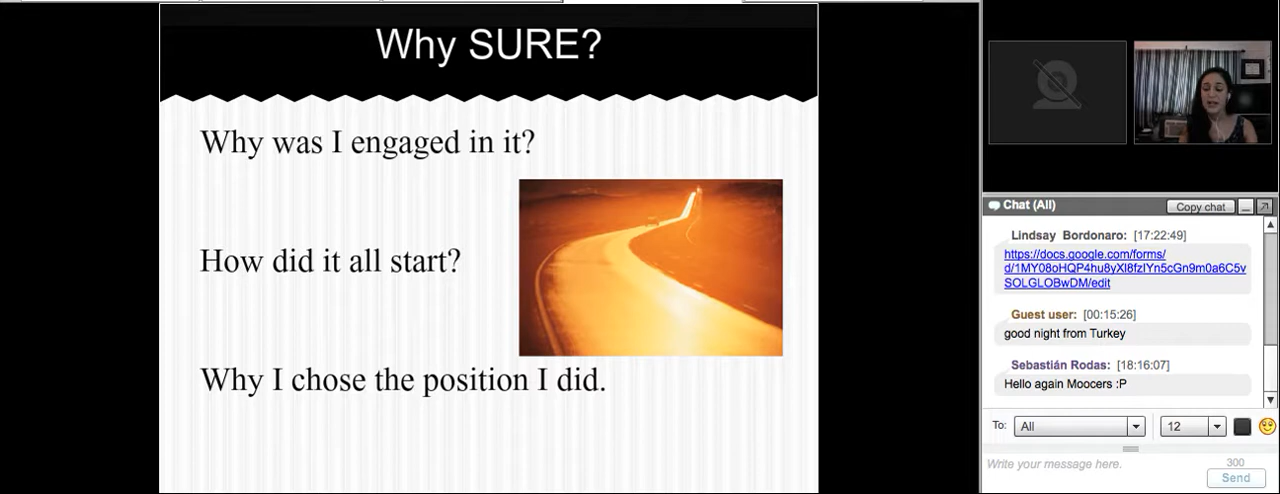 Why SURE?
Why was I engaged in it?
How did it all start?
Why I chose the position I did.
Chat (All)
Copy chat
Lindsay Bordonaro: [17:22:49]
https://docs.google.com/forms/
d/1MY08oHQP4hu8yXl8fzIYn5cGn9m0a6C5v
SOLGLOBwDM/edit
Guest user: [00:15:26]
good night from Turkey
Sebastián Rodas: [18:16:07]
Hello again Moocers :P
To: All 12
Write your message here.
300
Send